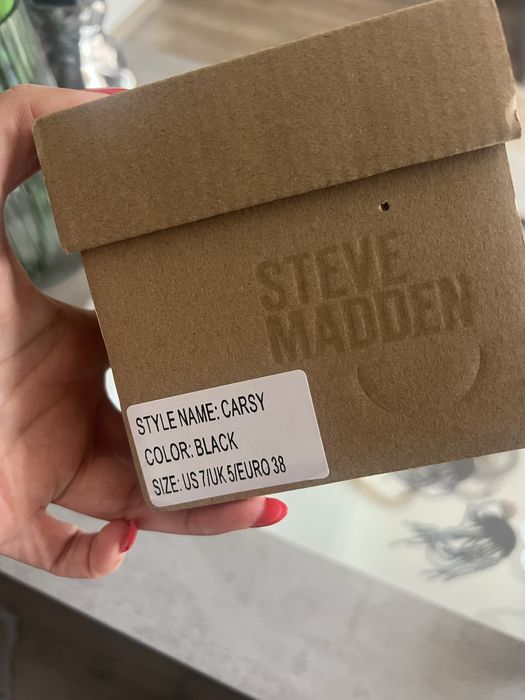 STEVE
MADDEN
STYLE NAME: CARSY
COLOR: BLACK
SIZE: US 7/UK 5/EURO 38